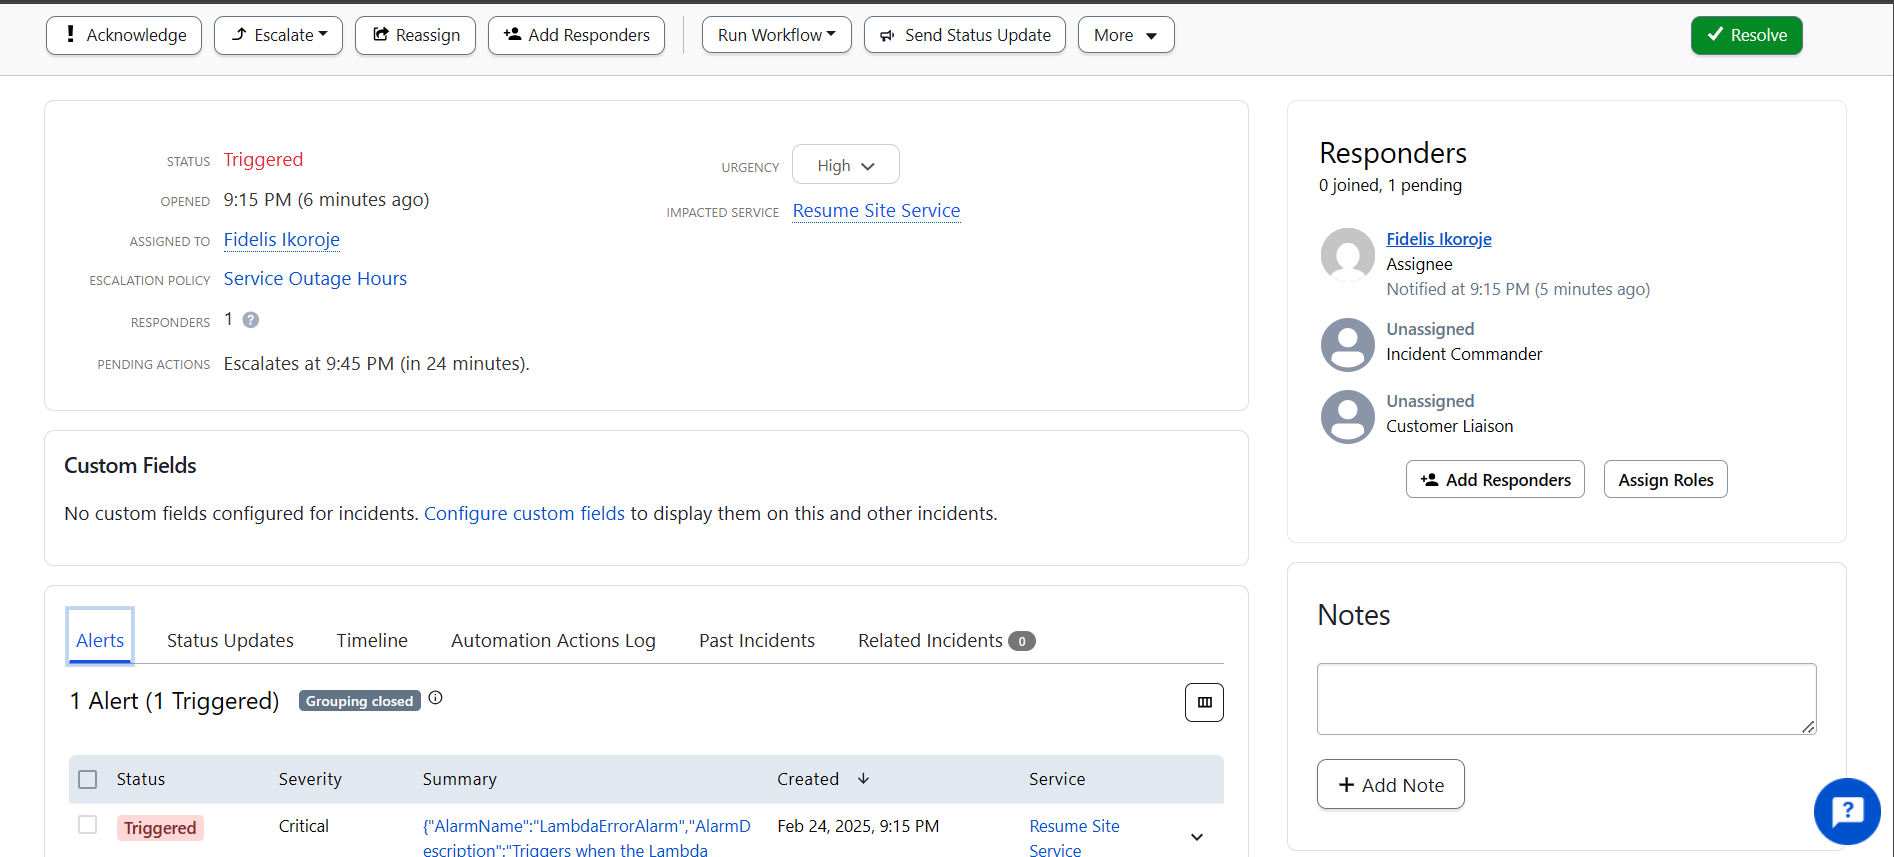 Acknowledge Escalate Reassign Add Responders Run Workflow Send Status Update More Resolve
STATUS Triggered
OPENED 9:15 PM (6 minutes ago)
ASSIGNED TO Fidelis Ikoroje
ESCALATION POLICY Service Outage Hours
RESPONDERS 1 ?
PENDING ACTIONS Escalates at 9:45 PM (in 24 minutes).
URGENCY High
IMPACTED SERVICE Resume Site Service
Custom Fields
No custom fields configured for incidents. Configure custom fields to display them on this and other incidents.
Alerts Status Updates Timeline Automation Actions Log Past Incidents Related Incidents 0
1 Alert (1 Triggered) Grouping closed
Status Severity Summary Created Service
Triggered Critical {"AlarmName":"LambdaErrorAlarm","AlarmD Feb 24, 2025, 9:15 PM Resume Site
escription":"Triggers when the Lambda Service
Responders
0 joined, 1 pending
Fidelis Ikoroje
Assignee
Notified at 9:15 PM (5 minutes ago)
Unassigned
Incident Commander
Unassigned
Customer Liaison
Add Responders Assign Roles
Notes
+ Add Note
?